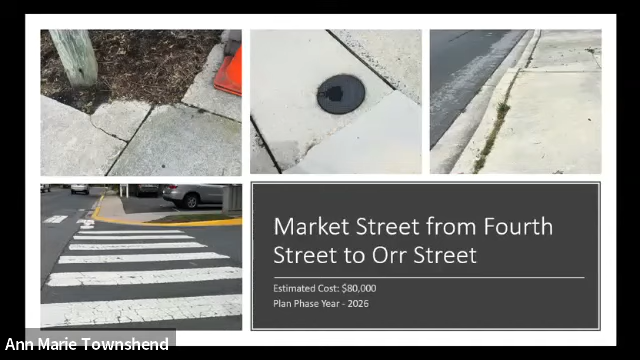 Market Street from Fourth
Street to Orr Street
Estimated Cost: $80,000
Plan Phase Year - 2026
Ann Marie Townshend